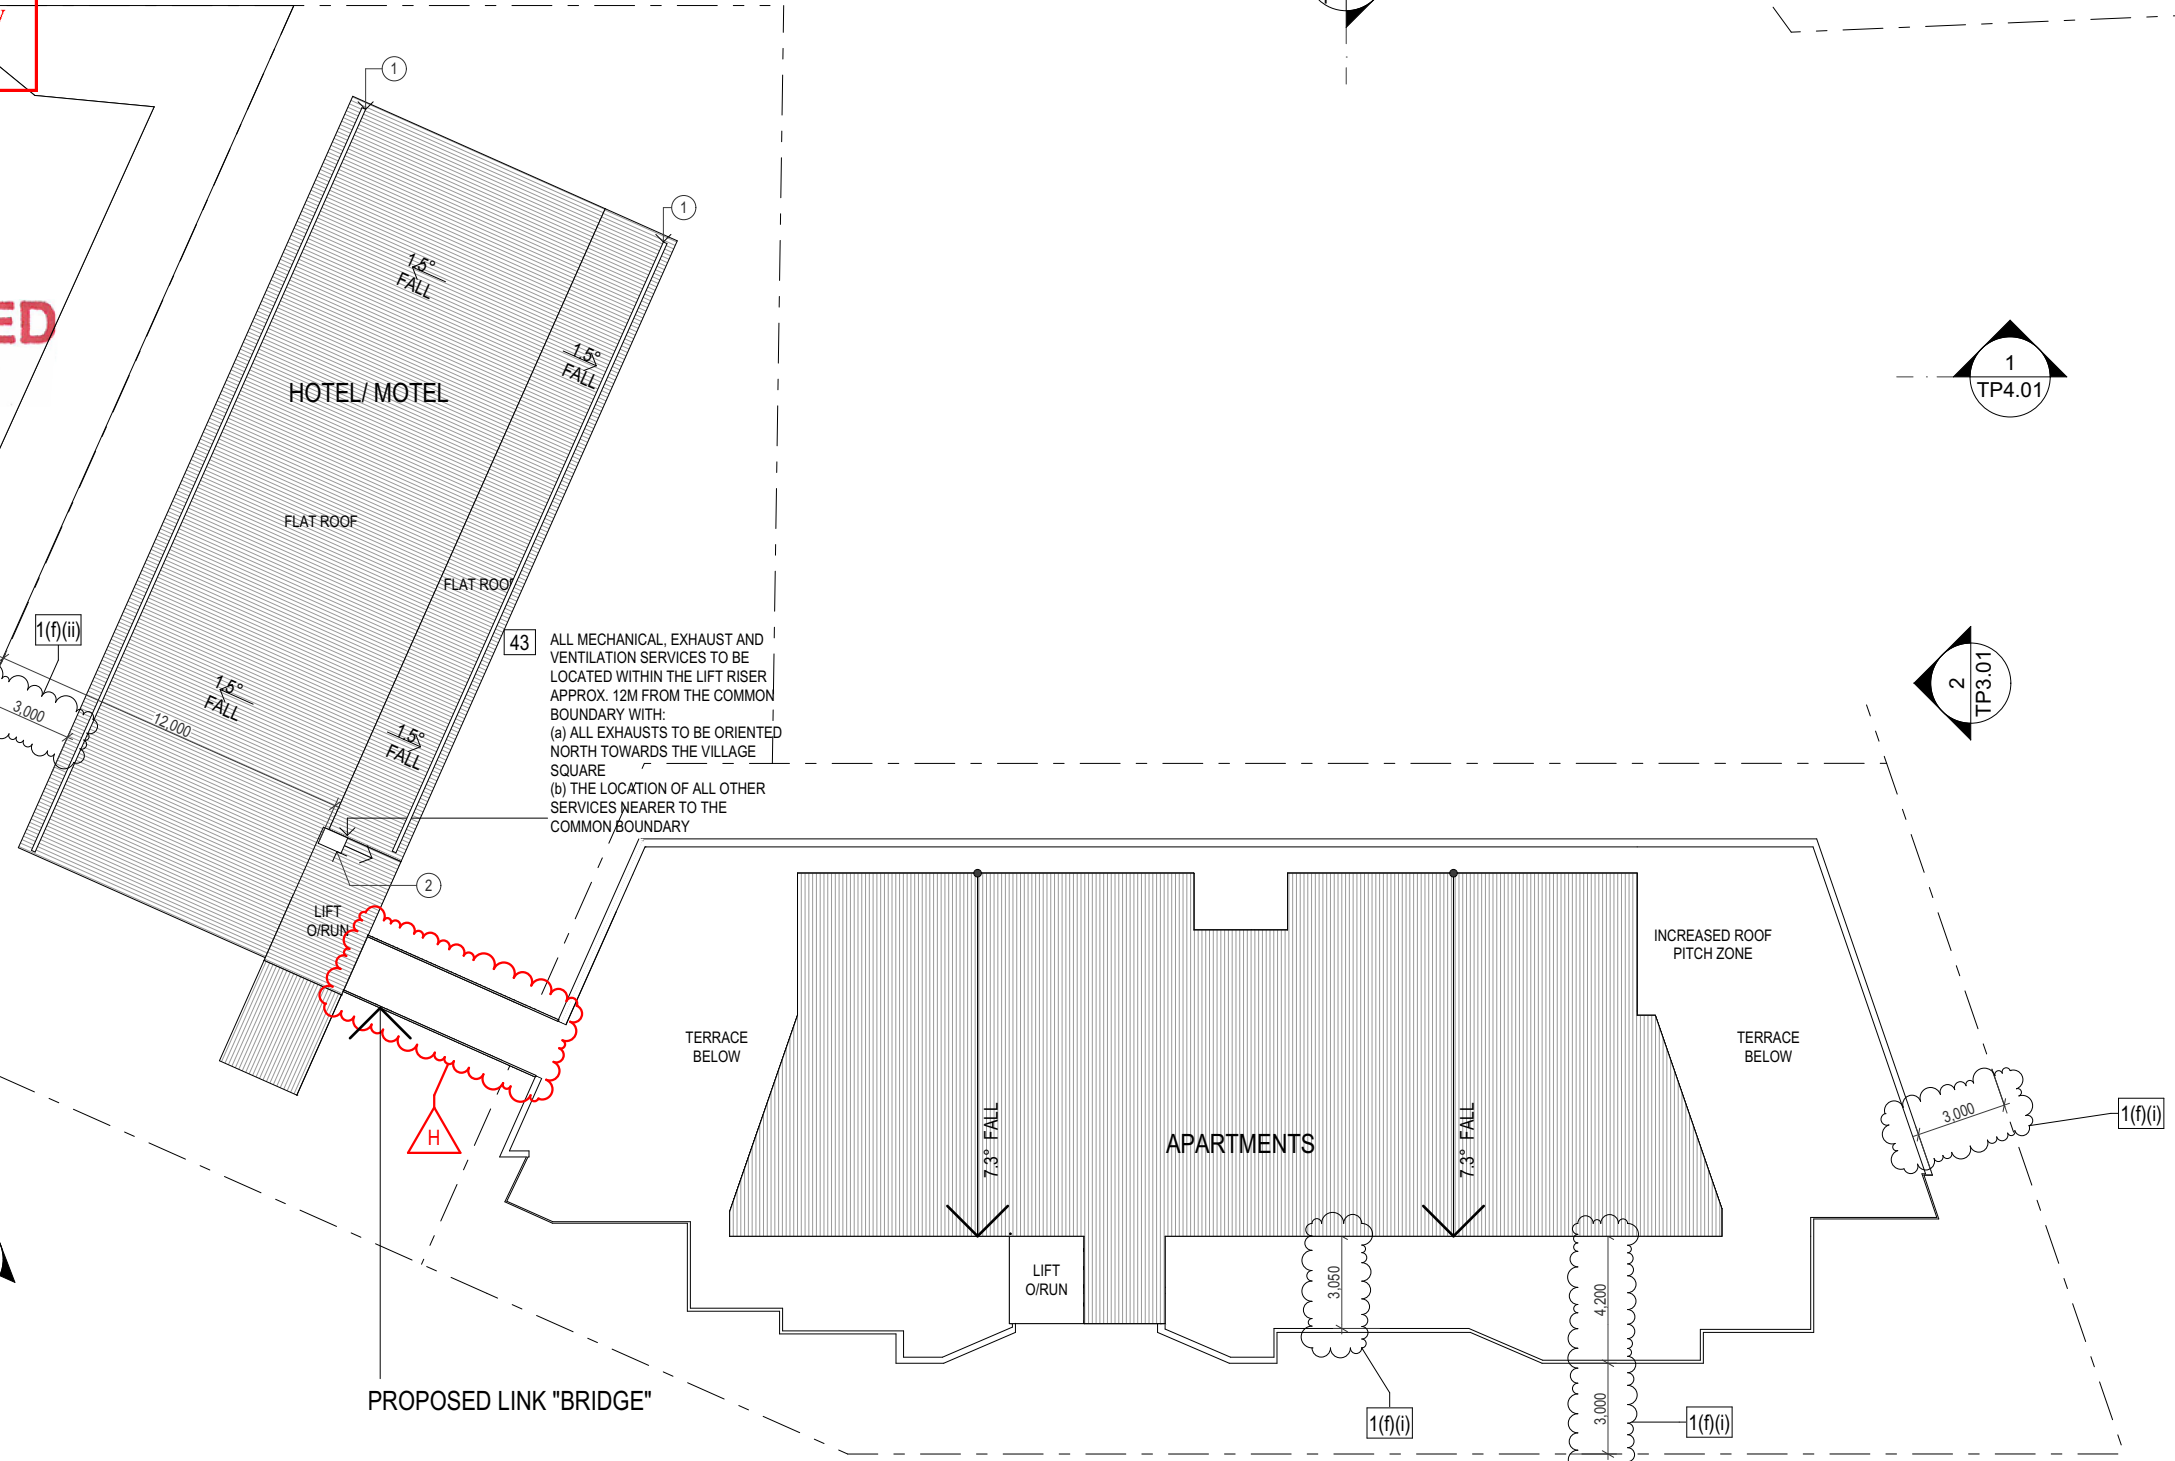 y
1
1
1.5°
FALL
ED
1.5°
FALL
HOTEL/ MOTEL
1
TP4.01
FLAT ROOF
FLAT ROOF
1(f)(ii)
43
ALL MECHANICAL, EXHAUST AND
VENTILATION SERVICES TO BE
LOCATED WITHIN THE LIFT RISER
APPROX. 12M FROM THE COMMON
BOUNDARY WITH:
(a) ALL EXHAUSTS TO BE ORIENTED
NORTH TOWARDS THE VILLAGE
SQUARE
(b) THE LOCATION OF ALL OTHER
SERVICES NEARER TO THE
COMMON BOUNDARY
2
TP3.01
1.5°
FALL
3,000
12,000
1.5°
FALL
2
LIFT
O/RUN
INCREASED ROOF
PITCH ZONE
TERRACE
BELOW
TERRACE
BELOW
7.3° FALL
7.3° FALL
APARTMENTS
H
3,000
1(f)(i)
LIFT
O/RUN
3,050
4,200
3,000
PROPOSED LINK "BRIDGE"
1(f)(i)
1(f)(i)